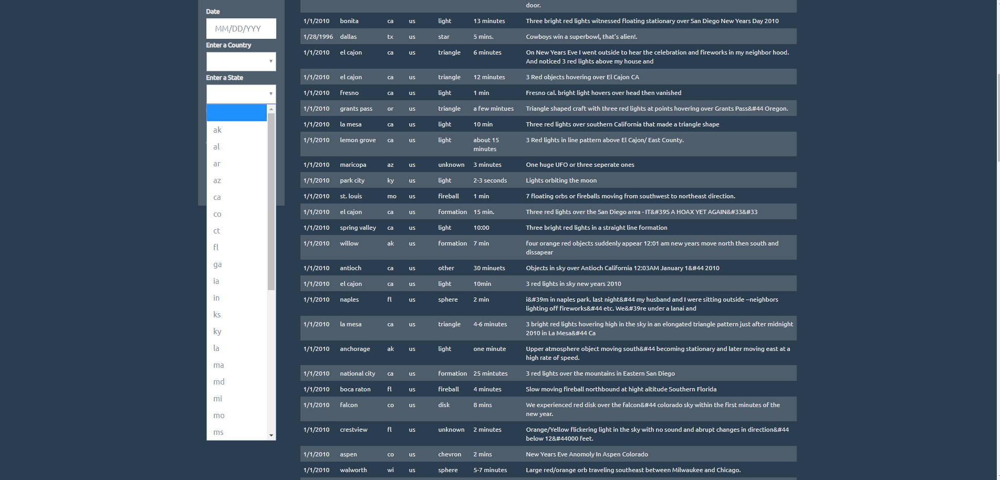 Date
MM/DD/YYY
Enter a Country
Enter a State
ak
al
ar
az
ca
co
ct
fl
ga
ia
in
ks
ky
la
ma
md
mi
mo
ms
door.
1/1/2010 bonita ca us light 13 minutes Three bright red lights witnessed floating stationary over San Diego New Years Day 2010
1/28/1996 dallas tx us star 5 mins. Cowboys win a superbowl, that's alien!.
1/1/2010 el cajon ca us triangle 6 minutes On New Years Eve I went outside to hear the celebration and fireworks in my neighbor hood.
And noticed 3 red lights above my house and
1/1/2010 el cajon ca us triangle 12 minutes 3 Red objects hovering over El Cajon CA
1/1/2010 fresno ca us light 1 min Fresno cal. bright light hovers over head then vanished
1/1/2010 grants pass or us triangle a few mintues Triangle shaped craft with three red lights at points hovering over Grants Pass&#44 Oregon.
1/1/2010 la mesa ca us light 10 min Three red lights over southern California that made a triangle shape
1/1/2010 lemon grove ca us light about 15 3 Red lights in line pattern above El Cajon/ East County.
minutes
1/1/2010 maricopa az us unknown 3 minutes One huge UFO or three seperate ones
1/1/2010 park city ky us light 2-3 seconds Lights orbiting the moon
1/1/2010 st. louis mo us fireball 1 min 7 floating orbs or fireballs moving from southwest to northeast direction.
1/1/2010 el cajon ca us formation 15 min. Three red lights over the San Diego area - IT&#39S A HOAX YET AGAIN&#33&#33
1/1/2010 spring valley ca us light 10:00 Three bright red lights in a straight line formation
1/1/2010 willow ak us formation 7 min four orange red objects suddenly appear 12:01 am new years move north then south and
dissapear
1/1/2010 antioch ca us other 30 minuets Objects in sky over Antioch California 12:03AM January 1&#44 2010
1/1/2010 el cajon ca us light 10min 3 red lights in sky new years 2010
1/1/2010 naples fl us sphere 2 min i&#39m in naples park. last night&#44 my husband and I were sitting outside --neighbors
lighting off fireworks&#44 etc. We&#39re under a lanai and
1/1/2010 la mesa ca us triangle 4-6 minutes 3 bright red lights hovering high in the sky in an elongated triangle pattern just after midnight
2010 in La Mesa&#44 Ca
1/1/2010 anchorage ak us light one minute Upper atmosphere object moving south&#44 becoming stationary and later moving east at a
high rate of speed.
1/1/2010 national city ca us formation 25 mintutes 3 red lights over the mountains in Eastern San Diego
1/1/2010 boca raton fl us fireball 4 minutes Slow moving fireball northbound at hight altitude Southern Florida
1/1/2010 falcon co us disk 8 mins We experienced red disk over the falcon&#44 colorado sky within the first minutes of the
new year.
1/1/2010 crestview fl us unknown 2 minutes Orange/Yellow flickering light in the sky with no sound and abrupt changes in direction&#44
below 12&#44000 feet.
1/1/2010 aspen co us chevron 2 mins New Years Eve Anomoly In Aspen Colorado
1/1/2010 walworth wi us sphere 5-7 minutes Large red/orange orb traveling southeast between Milwaukee and Chicago.